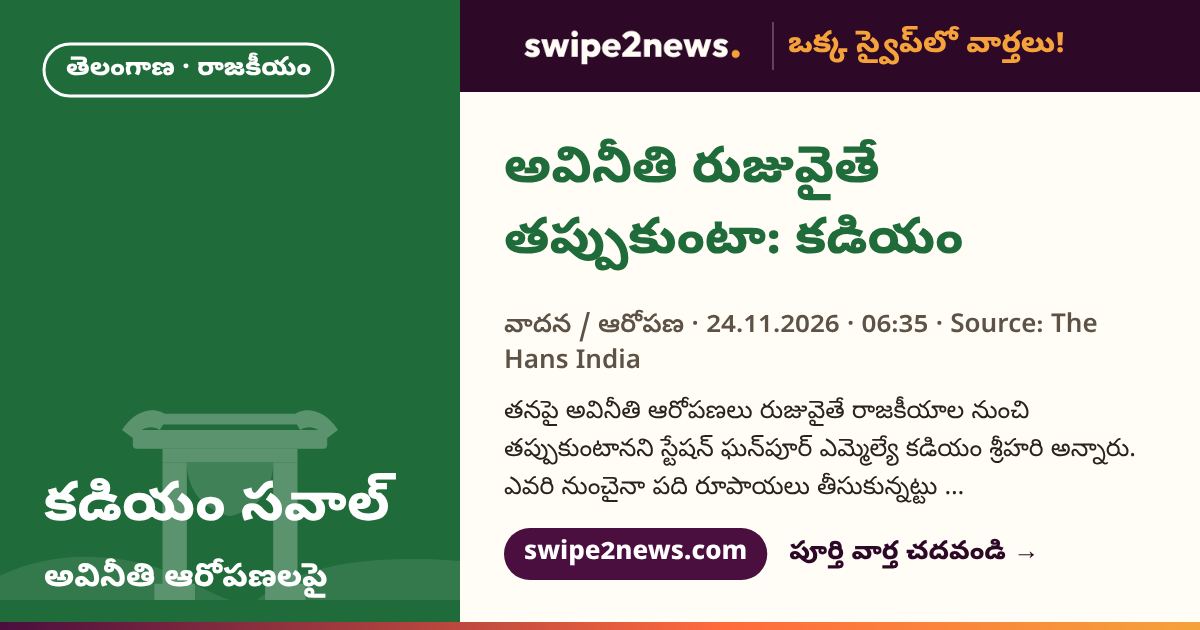 తెలంగాణ · రాజకీయం
కడియం సవాల్
అవినీతి ఆరోపణలపై
swipe2news.
ఒక్క స్వైప్‌లో వార్తలు!
అవినీతి రుజువైతే
తప్పుకుంటా: కడియం
వాదన / ఆరోపణ · 24.11.2026 · 06:35 · Source: The
Hans India
తనపై అవినీతి ఆరోపణలు రుజువైతే రాజకీయాల నుంచి
తప్పుకుంటానని స్టేషన్ ఘన్‌పూర్ ఎమ్మెల్యే కడియం శ్రీహరి అన్నారు.
ఎవరి నుంచైనా పది రూపాయలు తీసుకున్నట్టు ...
swipe2news.com
పూర్తి వార్త చదవండి →